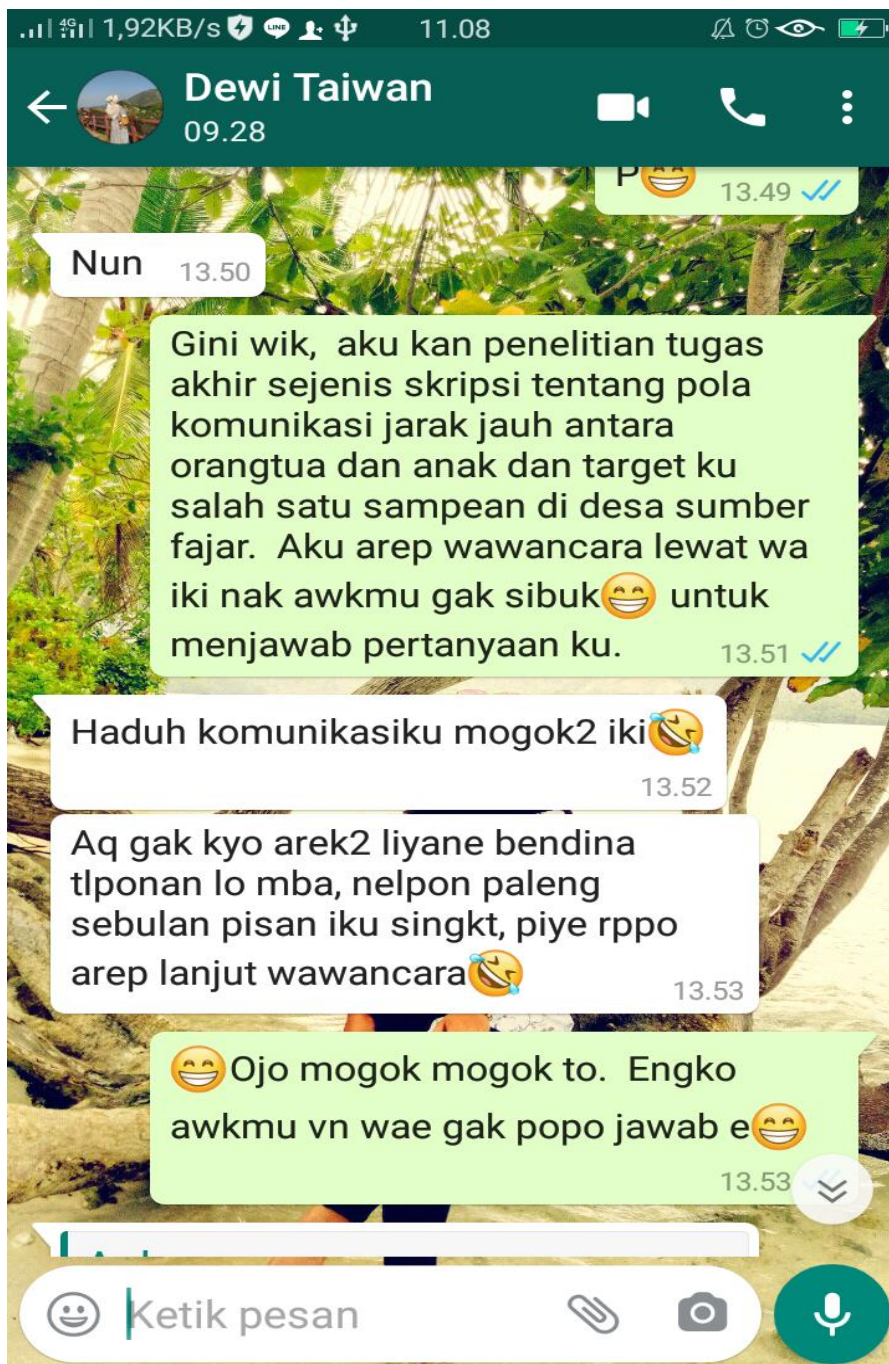 1,92KB/s LINE 11.08
Dewi Taiwan
09.28
P😁 13.49
Nun 13.50
Gini wik, aku kan penelitian tugas
akhir sejenis skripsi tentang pola
komunikasi jarak jauh antara
orangtua dan anak dan target ku
salah satu sampean di desa sumber
fajar. Aku arep wawancara lewat wa
iki nak awkmu gak sibuk😁 untuk
menjawab pertanyaan ku. 13.51
Haduh komunikasiku mogok2 iki🤣
13.52
Aq gak kyo arek2 liyane bendina
tlponan lo mba, nelpon paleng
sebulan pisan iku singkt, piye rppo
arep lanjut wawancara🤣 13.53
😁Ojo mogok mogok to. Engko
awkmu vn wae gak popo jawab e😁
13.53
Ketik pesan